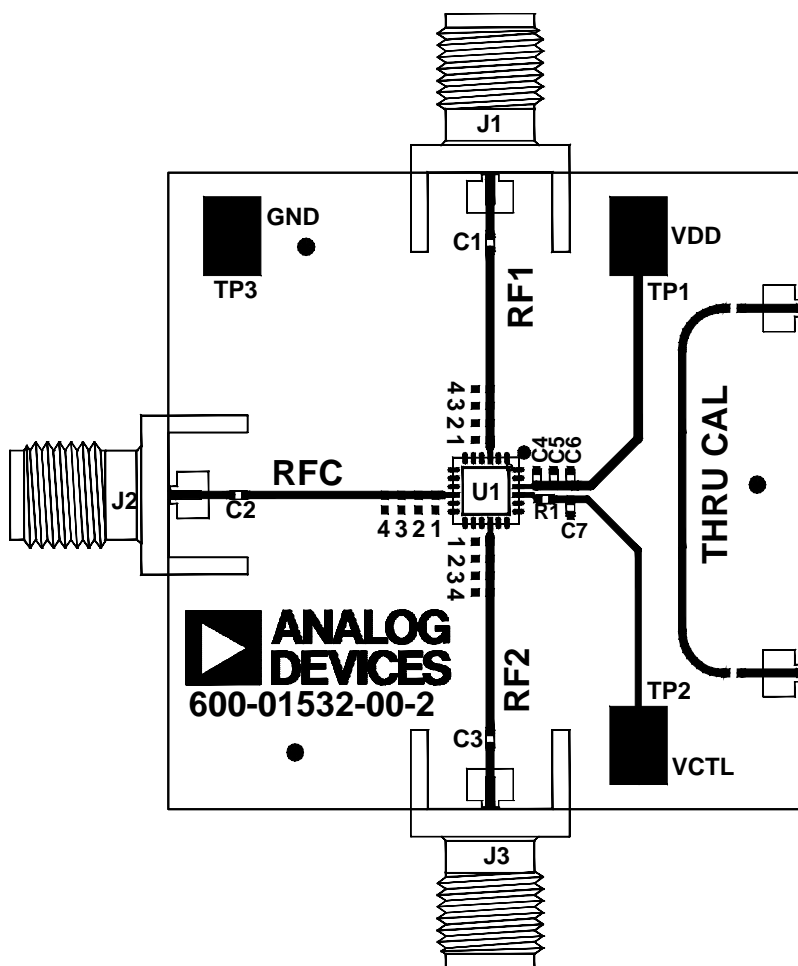 J1
GND
C1
VDD
TP3
RF1
TP1
4 3 2 1
C4
C5
C6
THRU CAL
RFC
U1
J2
C2
R1
C7
4 3 2 1
1 2 3 4
ANALOG
DEVICES
600-01532-00-2
RF2
TP2
C3
VCTL
J3